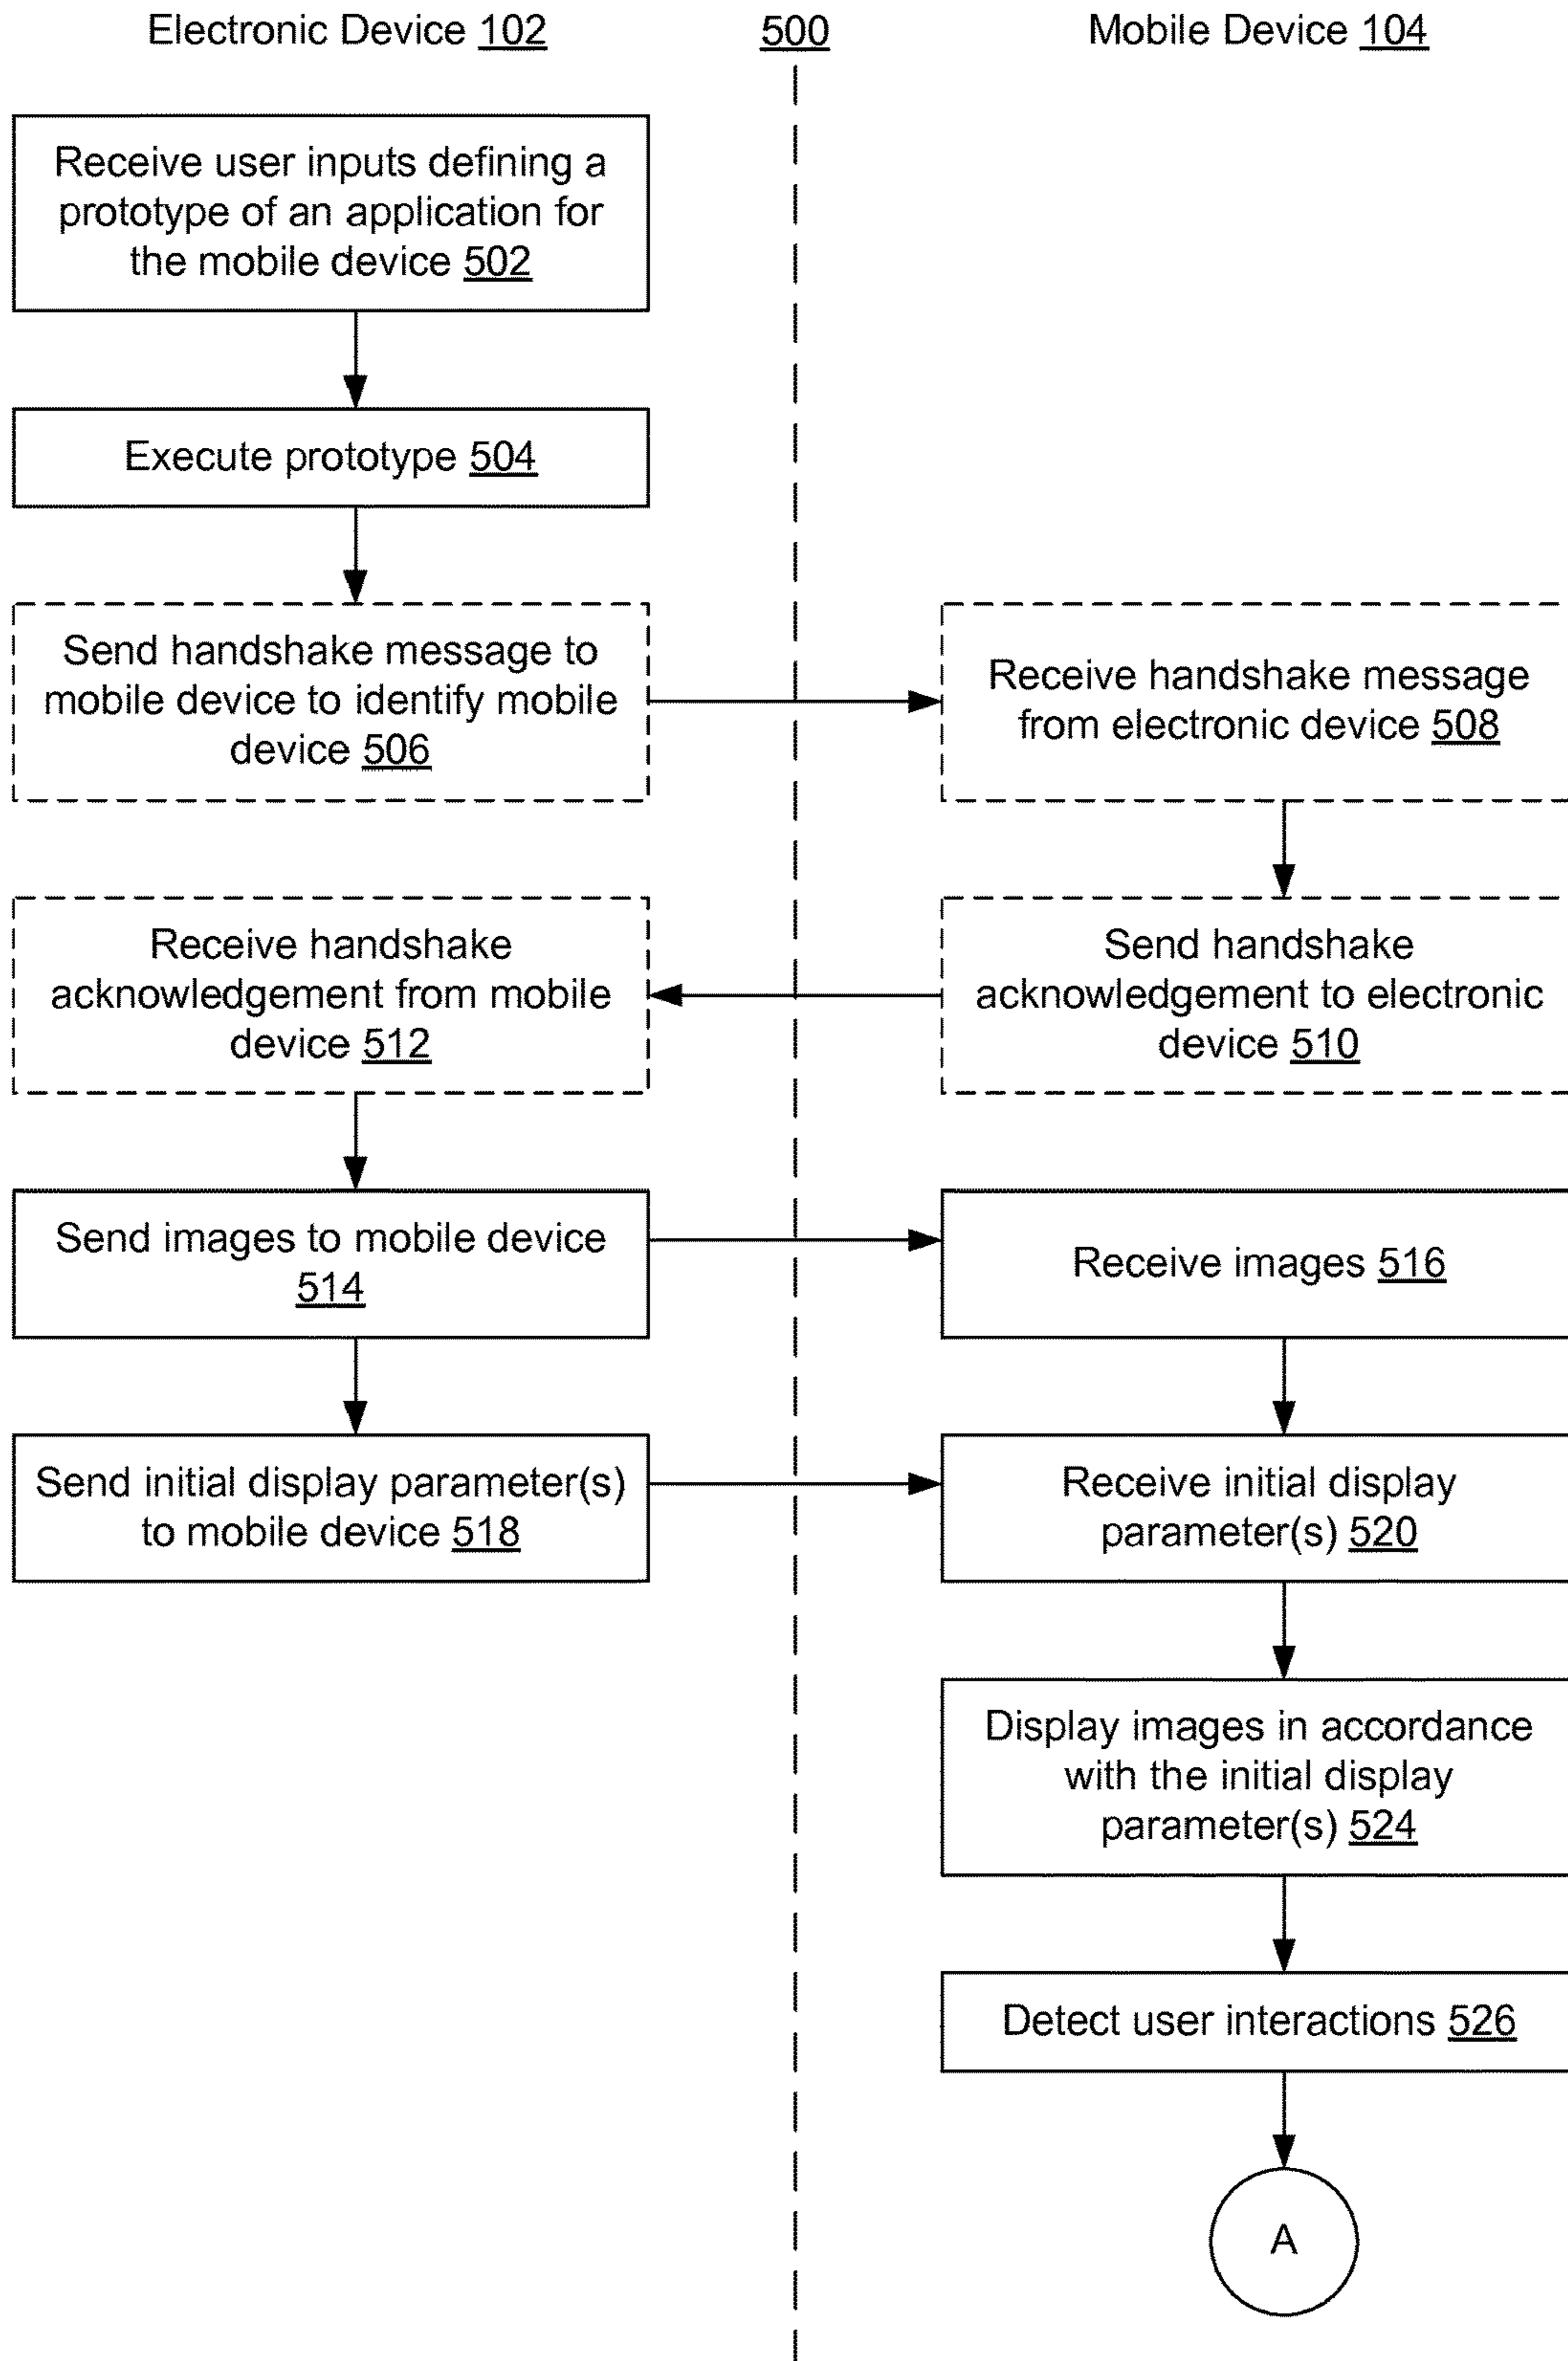 Electronic Device 102
500
Mobile Device 104
Receive user inputs defining a
prototype of an application for
the mobile device 502
Execute prototype 504
Send handshake message to
mobile device to identify mobile
device 506
Receive handshake message
from electronic device 508
Receive handshake
acknowledgement from mobile
device 512
Send handshake
acknowledgement to electronic
device 510
Send images to mobile device
514
Receive images 516
Send initial display parameter(s)
to mobile device 518
Receive initial display
parameter(s) 520
Display images in accordance
with the initial display
parameter(s) 524
Detect user interactions 526
A